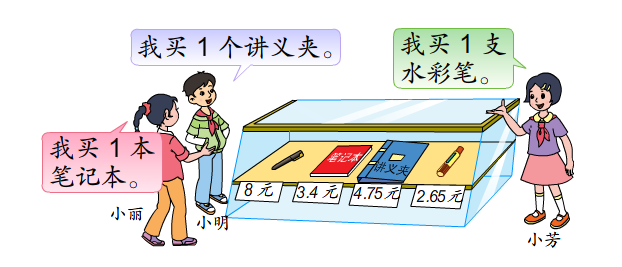 我买1个讲义夹。
我买1支
水彩笔。
我买1本
笔记本。
小丽
小明
小芳
笔记本
讲义夹
8元
3.4元
4.75元
2.65元